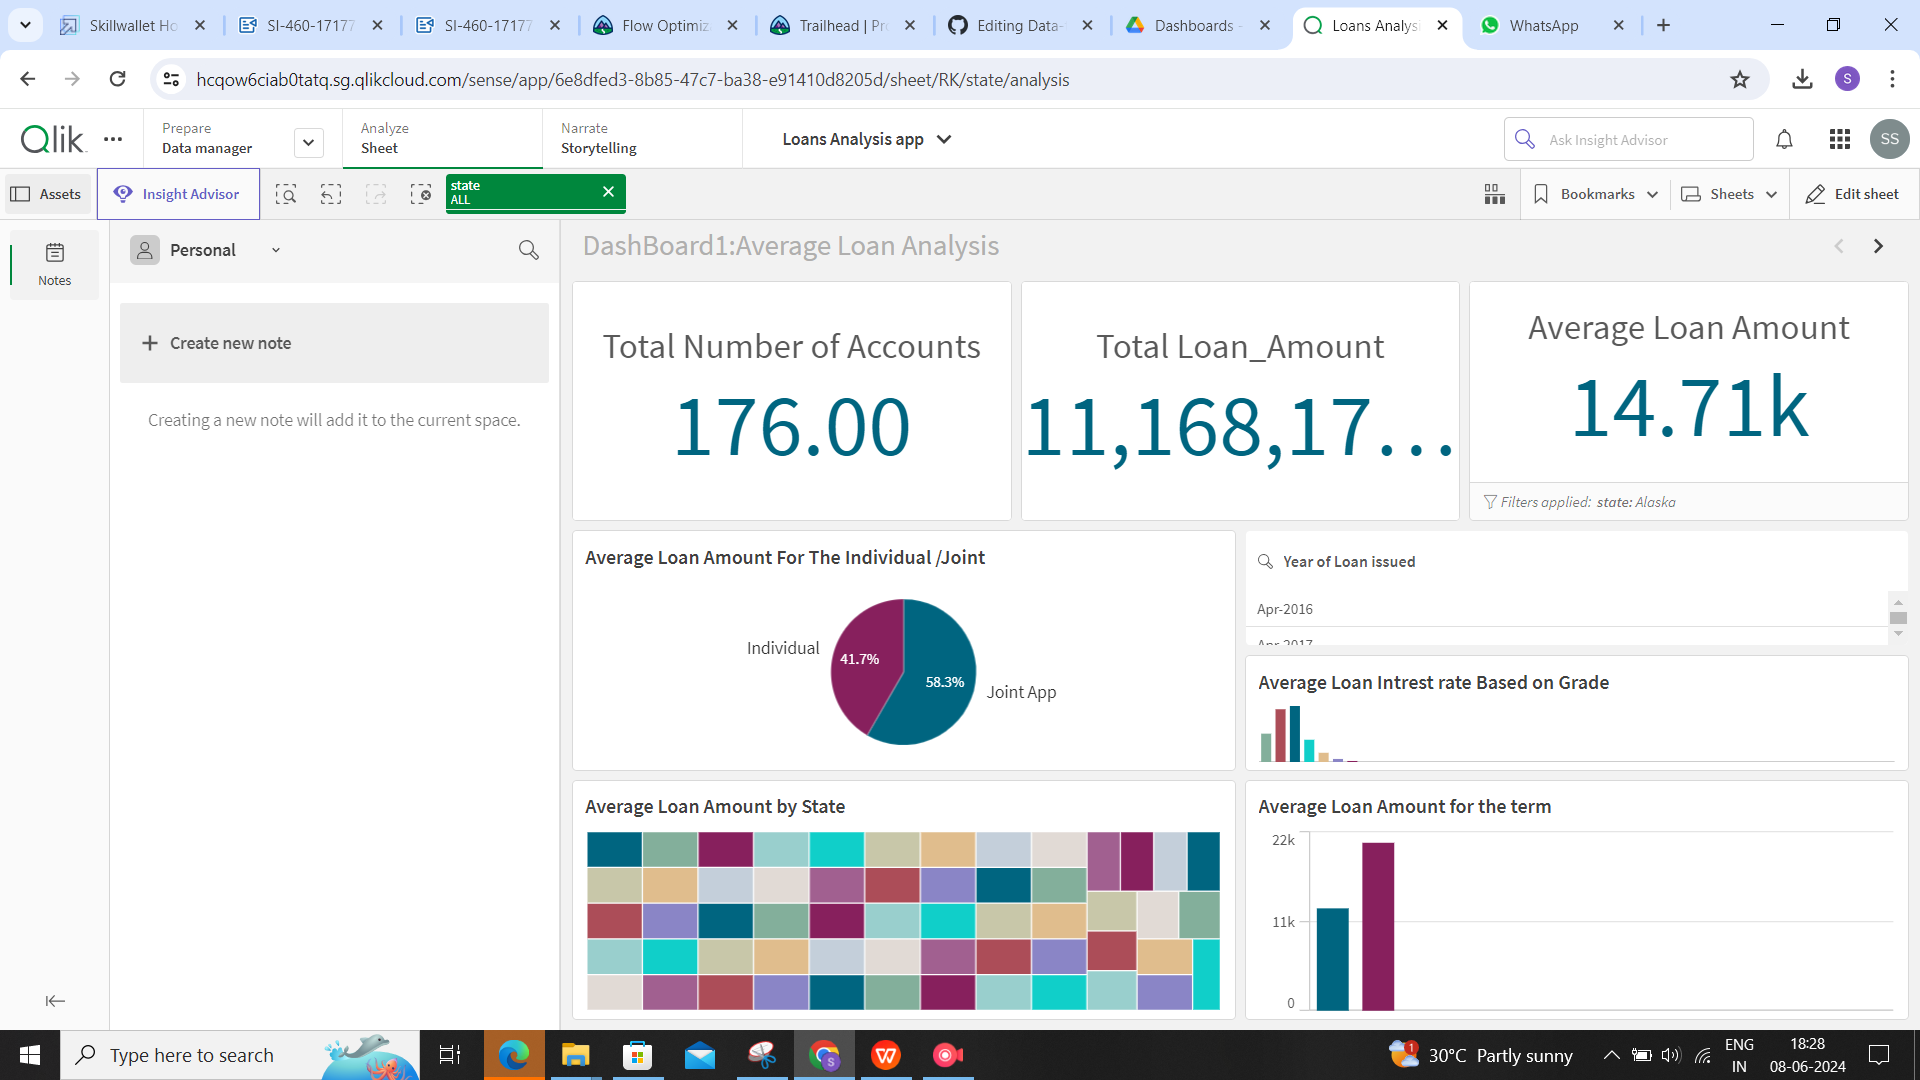 Skillwallet Ho
SI-460-17177
SI-460-17177
Flow Optimiz
Trailhead | Pr
Editing Data-
Dashboards -
Loans Analysi
WhatsApp
hcqow6ciab0tatq.sg.qlikcloud.com/sense/app/6e8dfed3-8b85-47c7-ba38-e91410d8205d/sheet/RK/state/analysis
S
Qlik
Prepare
Data manager
Analyze
Sheet
Narrate
Storytelling
Loans Analysis app
Ask Insight Advisor
SS
Assets
Insight Advisor
state
ALL
Bookmarks
Sheets
Edit sheet
Notes
Personal
Create new note
Creating a new note will add it to the current space.
DashBoard1:Average Loan Analysis
Total Number of Accounts
176.00
Total Loan_Amount
11,168,17...
Average Loan Amount
14.71k
Filters applied: state: Alaska
Average Loan Amount For The Individual /Joint
Individual
41.7%
58.3%
Joint App
Year of Loan issued
Apr-2016
Apr-2017
Average Loan Intrest rate Based on Grade
Average Loan Amount by State
Average Loan Amount for the term
22k
11k
0
Type here to search
1
30°C Partly sunny
ENG
IN
18:28
08-06-2024